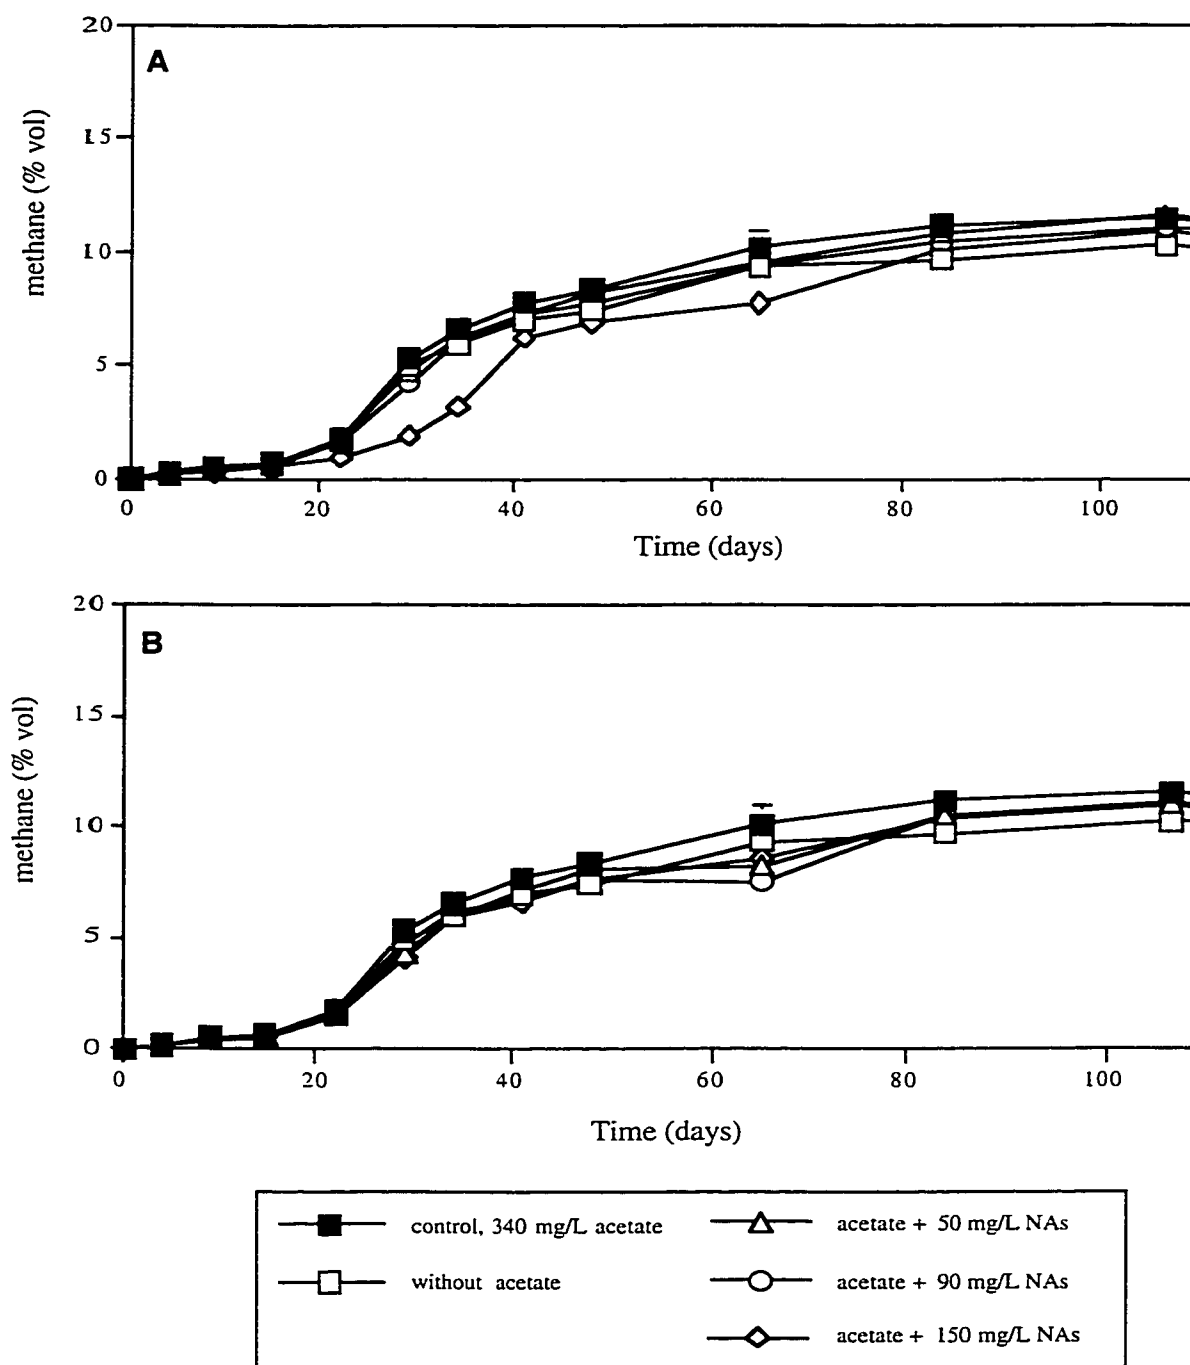 20
A
15
10
5
0
methane (% vol)
0 20 40 60 80 100
Time (days)
20
B
15
10
5
0
methane (% vol)
0 20 40 60 80 100
Time (days)
control, 340 mg/L acetate
acetate + 50 mg/L NAs
without acetate
acetate + 90 mg/L NAs
acetate + 150 mg/L NAs